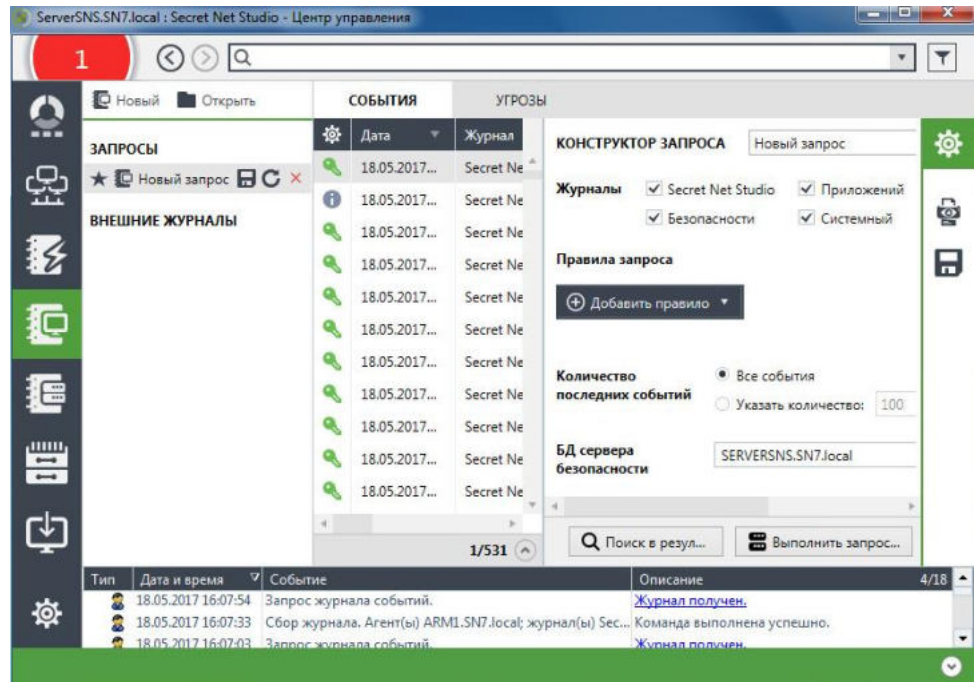 ServerSNS.SN7.local : Secret Net Studio - Центр управления
1
Новый Открыть
СОБЫТИЯ УГРОЗЫ
ЗАПРОСЫ
Новый запрос
ВНЕШНИЕ ЖУРНАЛЫ
Дата Журнал
18.05.2017... Secret Ne
18.05.2017... Secret Ne
18.05.2017... Secret Ne
18.05.2017... Secret Ne
18.05.2017... Secret Ne
18.05.2017... Secret Ne
18.05.2017... Secret Ne
18.05.2017... Secret Ne
18.05.2017... Secret Ne
18.05.2017... Secret Ne
18.05.2017... Secret Ne
1/531
КОНСТРУКТОР ЗАПРОСА Новый запрос
Журналы Secret Net Studio Приложений
Безопасности Системный
Правила запроса
Добавить правило
Количество последних событий
Все события
Указать количество: 100
БД сервера безопасности
SERVERSNS.SN7.local
Поиск в резул... Выполнить запрос...
Тип Дата и время Событие Описание 4/18
18.05.2017 16:07:54 Запрос журнала событий. Журнал получен.
18.05.2017 16:07:33 Сбор журнала. Агент(ы) ARM1.SN7.local; журнал(ы) Sec... Команда выполнена успешно.
18.05.2017 16:07:03 Запрос журнала событий. Журнал получен.